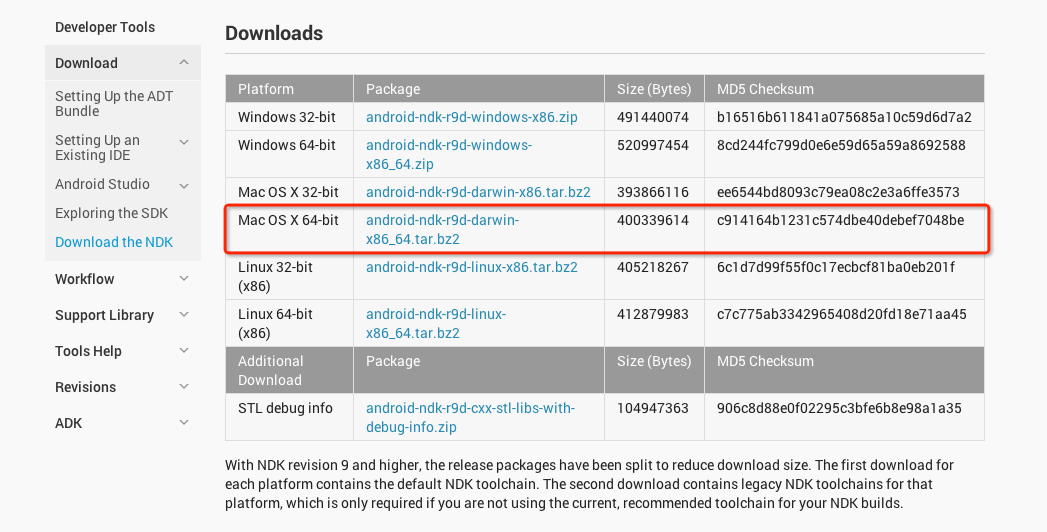 Developer Tools
Download
Setting Up the ADT
Bundle
Setting Up an
Existing IDE
Android Studio
Exploring the SDK
Download the NDK
Workflow
Support Library
Tools Help
Revisions
ADK
Downloads
Platform Package Size (Bytes) MD5 Checksum
Windows 32-bit android-ndk-r9d-windows-x86.zip 491440074 b16516b611841a075685a10c59d6d7a2
Windows 64-bit android-ndk-r9d-windows- 520997454 8cd244fc799d0e6e59d65a59a8692588
x86_64.zip
Mac OS X 32-bit android-ndk-r9d-darwin-x86.tar.bz2 393866116 ee6544bd8093c79ea08c2e3a6ffe3573
Mac OS X 64-bit android-ndk-r9d-darwin- 400339614 c914164b1231c574dbe40debef7048be
x86_64.tar.bz2
Linux 32-bit android-ndk-r9d-linux-x86.tar.bz2 405218267 6c1d7d99f55f0c17ecbcf81ba0eb201f
(x86)
Linux 64-bit android-ndk-r9d-linux- 412879983 c7c775ab3342965408d20fd18e71aa45
(x86) x86_64.tar.bz2
Additional Package Size (Bytes) MD5 Checksum
Download
STL debug info android-ndk-r9d-cxx-stl-libs-with- 104947363 906c8d88e0f02295c3bfe6b8e98a1a35
debug-info.zip
With NDK revision 9 and higher, the release packages have been split to reduce download size. The first download for
each platform contains the default NDK toolchain. The second download contains legacy NDK toolchains for that
platform, which is only required if you are not using the current, recommended toolchain for your NDK builds.